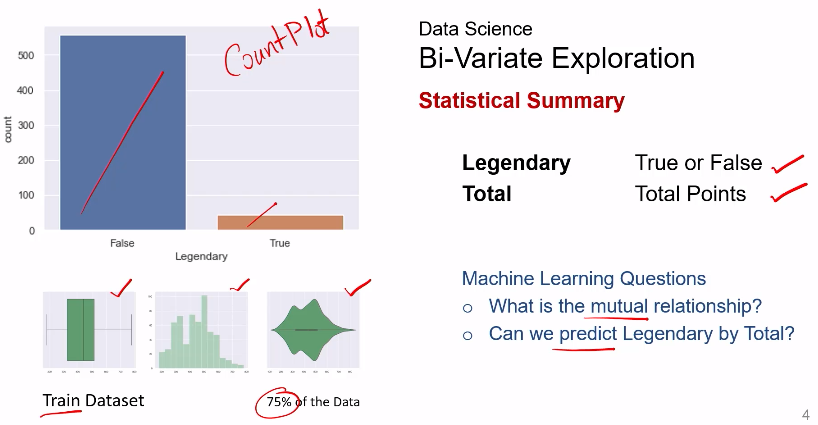 CountPlot
500
400
300
200
100
0
count
False True
Legendary
Train Dataset
75% of the Data
Data Science
Bi-Variate Exploration
Statistical Summary
Legendary True or False
Total Total Points
Machine Learning Questions
o What is the mutual relationship?
o Can we predict Legendary by Total?
4